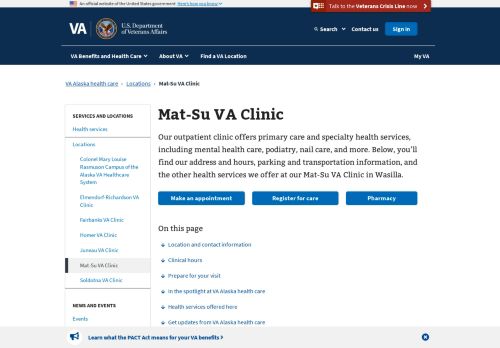 An official website of the United States government Here's how you know
Talk to the Veterans Crisis Line now
VA
U.S. Department
of Veterans Affairs
Search
Contact us
Sign in
VA Benefits and Health Care
About VA
Find a VA Location
My VA
VA Alaska health care › Locations › Mat-Su VA Clinic
SERVICES AND LOCATIONS
Health services
Locations
Colonel Mary Louise
Rasmuson Campus of the
Alaska VA Healthcare
System
Elmendorf-Richardson VA
Clinic
Fairbanks VA Clinic
Homer VA Clinic
Juneau VA Clinic
Mat-Su VA Clinic
Soldotna VA Clinic
NEWS AND EVENTS
Events
Mat-Su VA Clinic
Our outpatient clinic offers primary care and specialty health services,
including mental health care, podiatry, nail care, and more. Below, you'll
find our address and hours, parking and transportation information, and
the other health services we offer at our Mat-Su VA Clinic in Wasilla.
Make an appointment
Register for care
Pharmacy
On this page
Location and contact information
Clinical hours
Prepare for your visit
In the spotlight at VA Alaska health care
Health services offered here
Get updates from VA Alaska health care
Learn what the PACT Act means for your VA benefits >